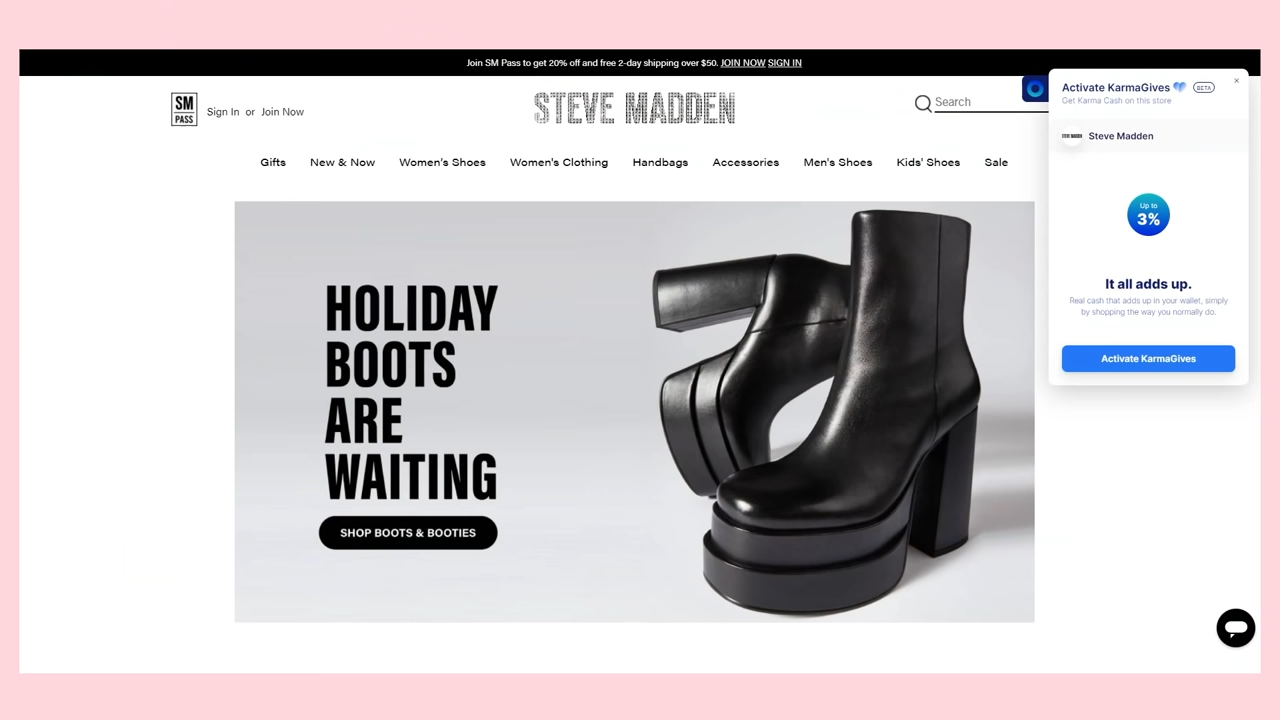 Join SM Pass to get 20% off and free 2-day shipping over $50. JOIN NOW SIGN IN
SM
PASS
Sign In or Join Now
STEVE MADDEN
Search
Gifts New & Now Women's Shoes Women's Clothing Handbags Accessories Men's Shoes Kids' Shoes Sale
HOLIDAY
BOOTS
ARE
WAITING
SHOP BOOTS & BOOTIES
Activate KarmaGives BETA
Get Karma Cash on this store
STEVE MADDEN Steve Madden
Up to
3%
It all adds up.
Real cash that adds up in your wallet, simply
by shopping the way you normally do.
Activate KarmaGives